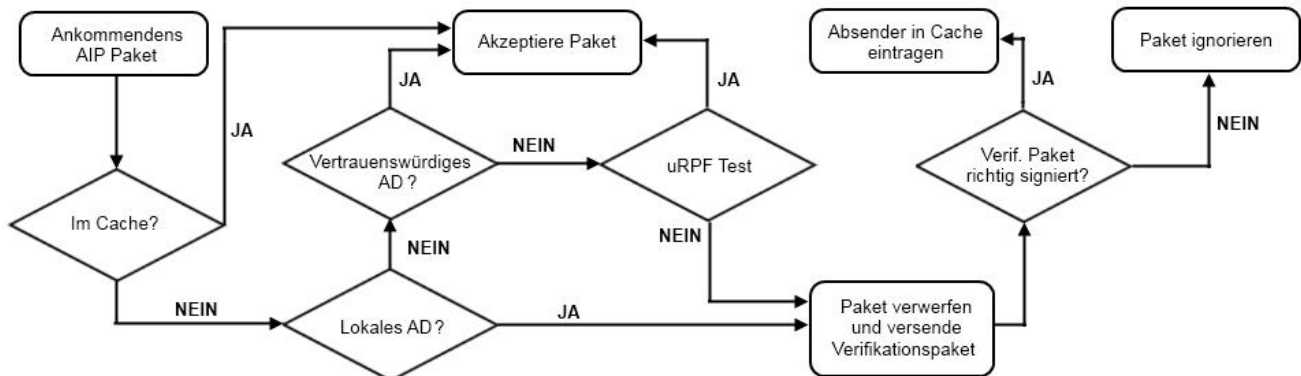 Ankommendens
AIP Paket
Akzeptiere Paket
Absender in Cache
eintragen
Paket ignorieren
JA
JA
JA
JA
NEIN
NEIN
Vertrauenswürdiges
AD ?
uRPF Test
Verif. Paket
richtig signiert?
Im Cache?
NEIN
NEIN
NEIN
Lokales AD ?
JA
Paket verwerfen
und versende
Verifikationspaket